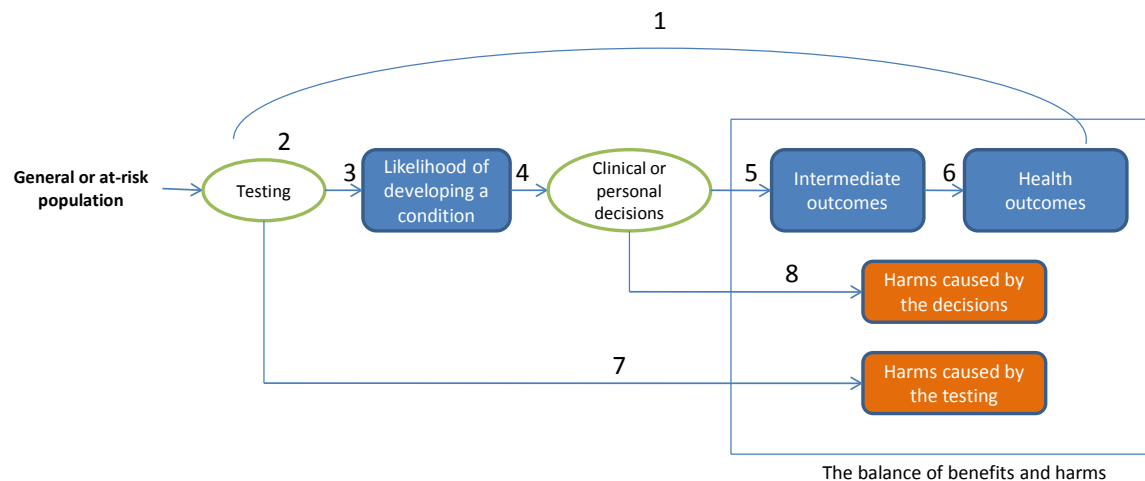 1
2
General or at-risk
population
Testing
3
Likelihood of
developing a
condition
4
Clinical or
personal
decisions
5
Intermediate
outcomes
6
Health
outcomes
8
Harms caused by
the decisions
7
Harms caused by
the testing
The balance of benefits and harms